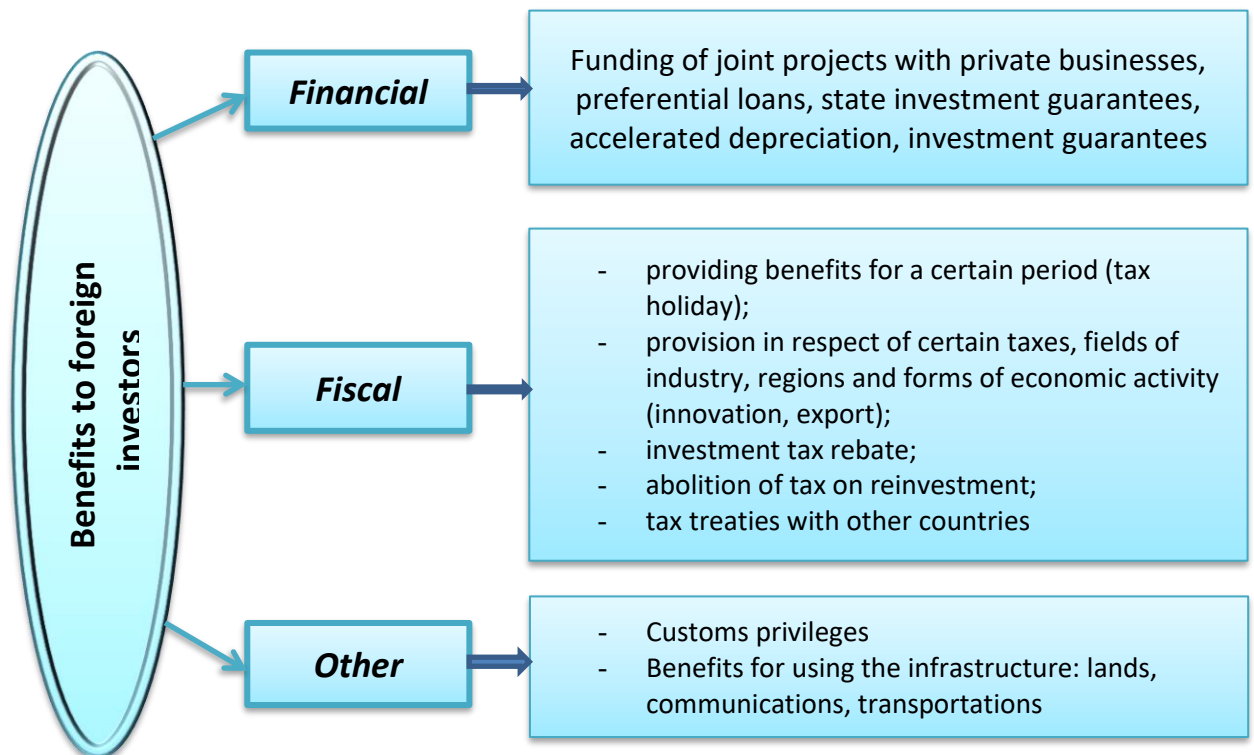 Benefits to foreign
investors
Financial
Funding of joint projects with private businesses,
preferential loans, state investment guarantees,
accelerated depreciation, investment guarantees
Fiscal
- providing benefits for a certain period (tax
holiday);
- provision in respect of certain taxes, fields of
industry, regions and forms of economic activity
(innovation, export);
- investment tax rebate;
- abolition of tax on reinvestment;
- tax treaties with other countries
Other
- Customs privileges
- Benefits for using the infrastructure: lands,
communications, transportations